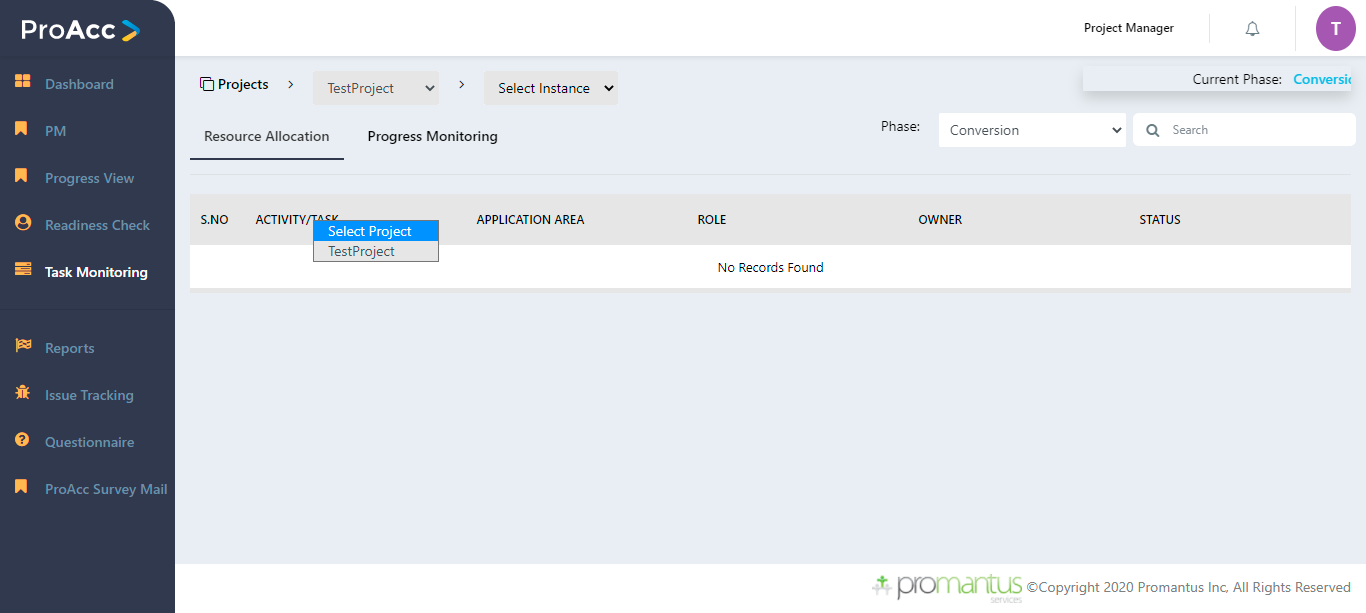 ProAcc
Project Manager
T
Dashboard
PM
Progress View
Readiness Check
Task Monitoring
Reports
Issue Tracking
Questionnaire
ProAcc Survey Mail
Projects > TestProject > Select Instance
Current Phase: Conversio
Resource Allocation Progress Monitoring
Phase: Conversion Search
S.NO ACTIVITY/TASK APPLICATION AREA ROLE OWNER STATUS
Select Project
TestProject
No Records Found
promantus
services
©Copyright 2020 Promantus Inc, All Rights Reserved